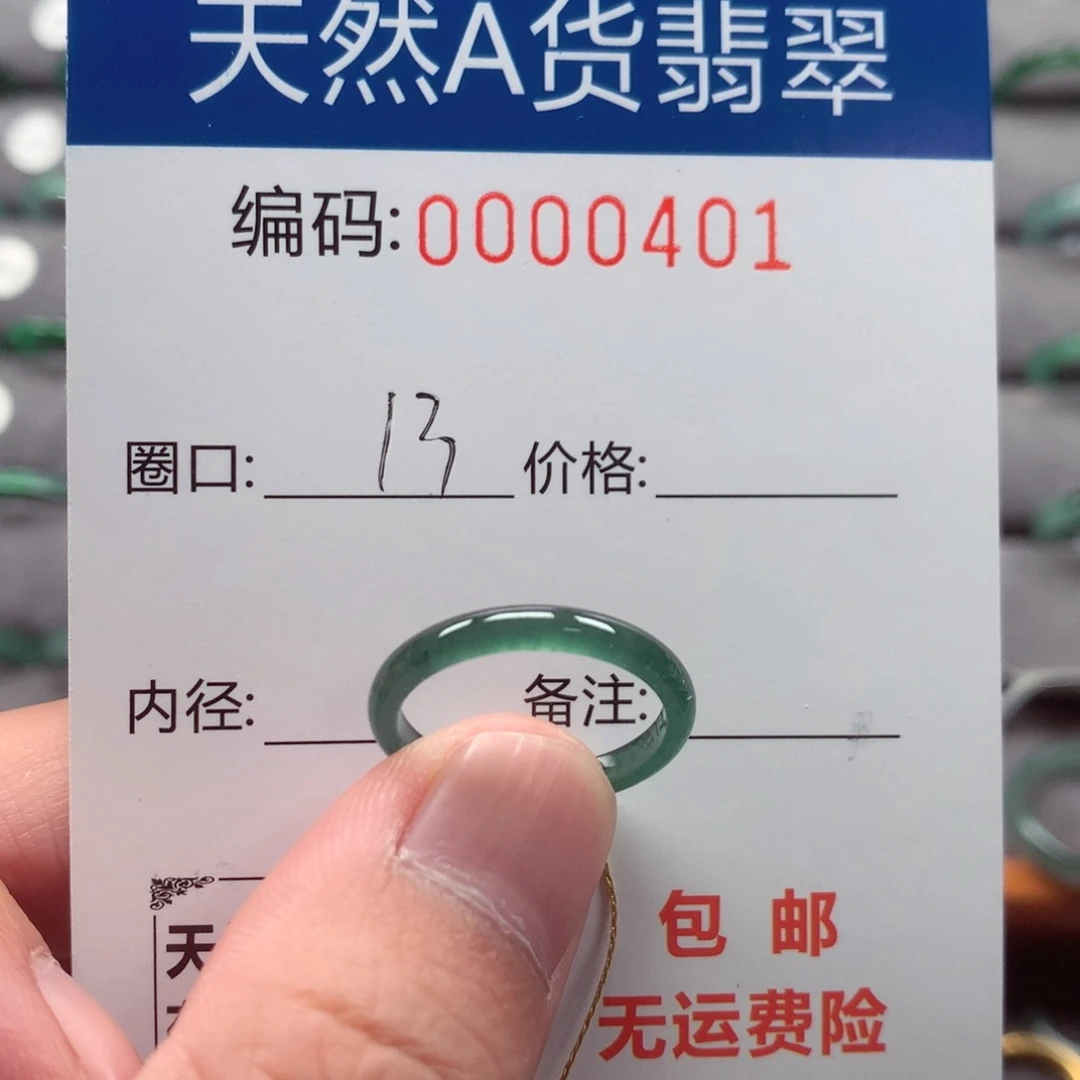 天然A货翡翠
编码:0000401
圈口: 13 价格:
内径: 备注:
天
包 邮
无运费险